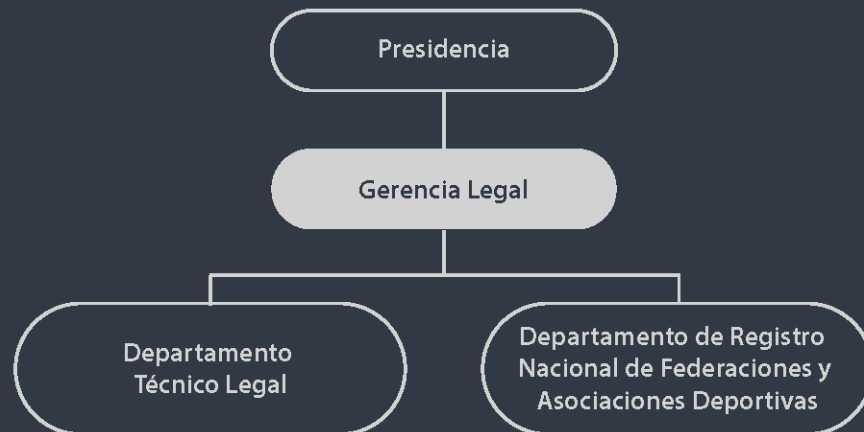 Presidencia
Gerencia Legal
Departamento
Técnico Legal
Departamento de Registro
Nacional de Federaciones y
Asociaciones Deportivas